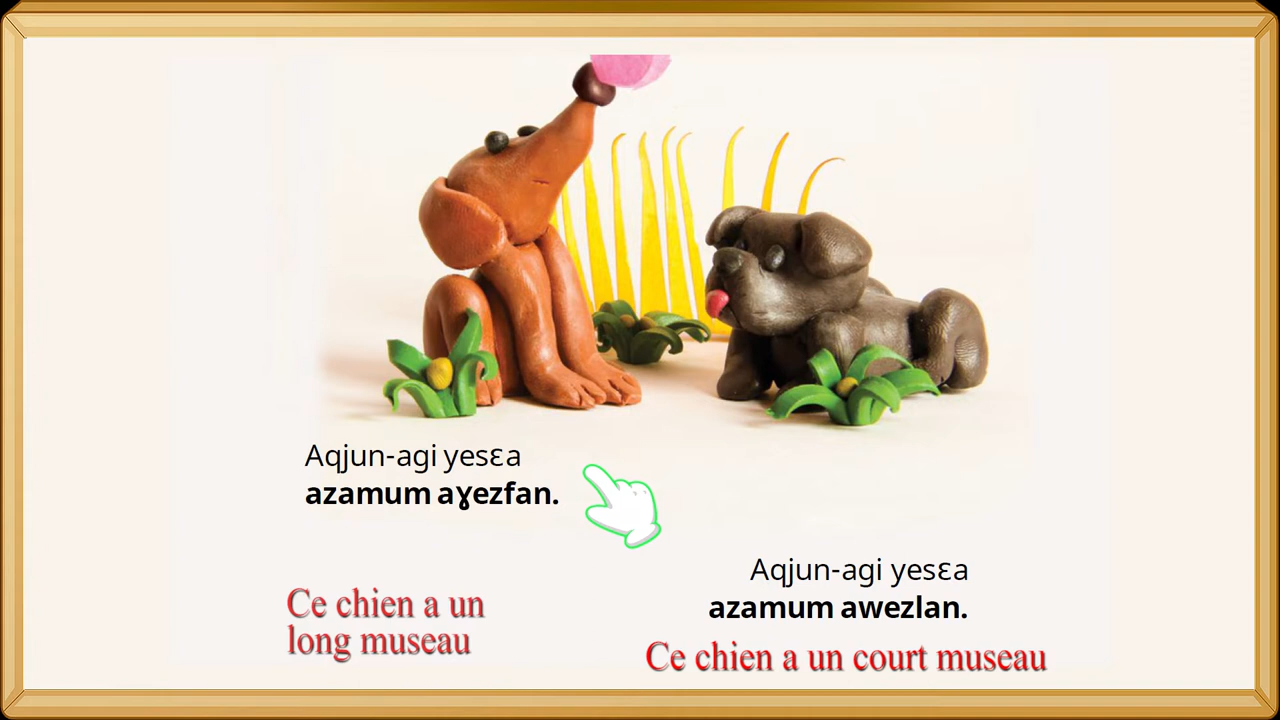 Aqjun-agi yesɛa
azamum aɣezfan.
Ce chien a un
long museau
Aqjun-agi yesɛa
azamum awezlan.
Ce chien a un court museau